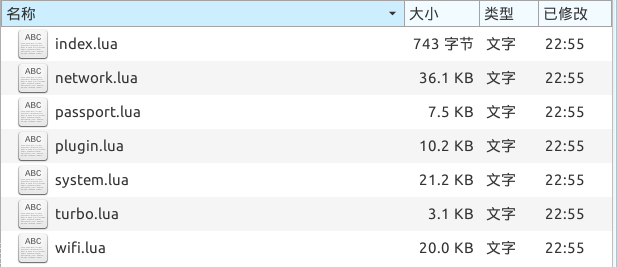 名称 大小 类型 已修改
ABC index.lua 743 字节 文字 22:55
ABC network.lua 36.1 KB 文字 22:55
ABC passport.lua 7.5 KB 文字 22:55
ABC plugin.lua 10.2 KB 文字 22:55
ABC system.lua 21.2 KB 文字 22:55
ABC turbo.lua 3.1 KB 文字 22:55
ABC wifi.lua 20.0 KB 文字 22:55